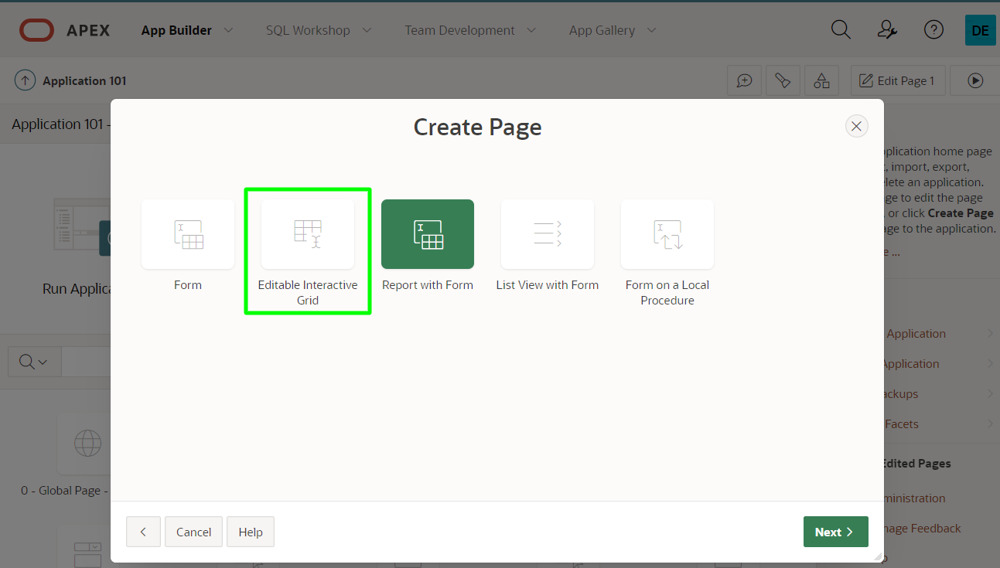 APEX App Builder SQL Workshop Team Development App Gallery DE
Application 101 Edit Page 1
Application 101 -
Create Page
plication home page
, import, export,
lete an application.
ge to edit the page
, or click Create Page
age to the application.
e ...
Form
Editable Interactive
Grid
Report with Form
List View with Form
Form on a Local
Procedure
Run Applica
Application
Application
ackups
Facets
Edited Pages
0 - Global Page -
ministration
nage Feedback
p
Cancel Help Next